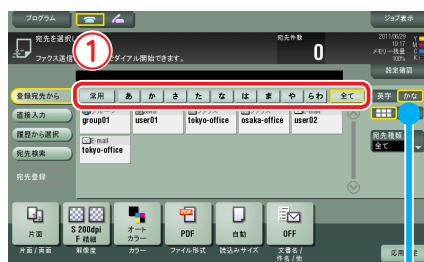 プログラム
ジョブ表示
宛先を選択
ファクス送信
ダイアル開始できます。
宛先件数
0
2011/06/29
19:17
メモリー残量
100%
Y
M
C
K
設定確認
①
登録宛先から
常用 あ か さ た な は ま や らわ 全て
英字 かな
直接入力
履歴から選択
宛先検索
宛先登録
group01
user01
tokyo-office
osaka-office
user02
E-mail
tokyo-office
宛先種類
全て
片面
S 200dpi
F 精細
オート
カラー
PDF
自動
OFF
片面/両面
解像度
カラー
ファイル形式
読込みサイズ
文書名/
件名/他